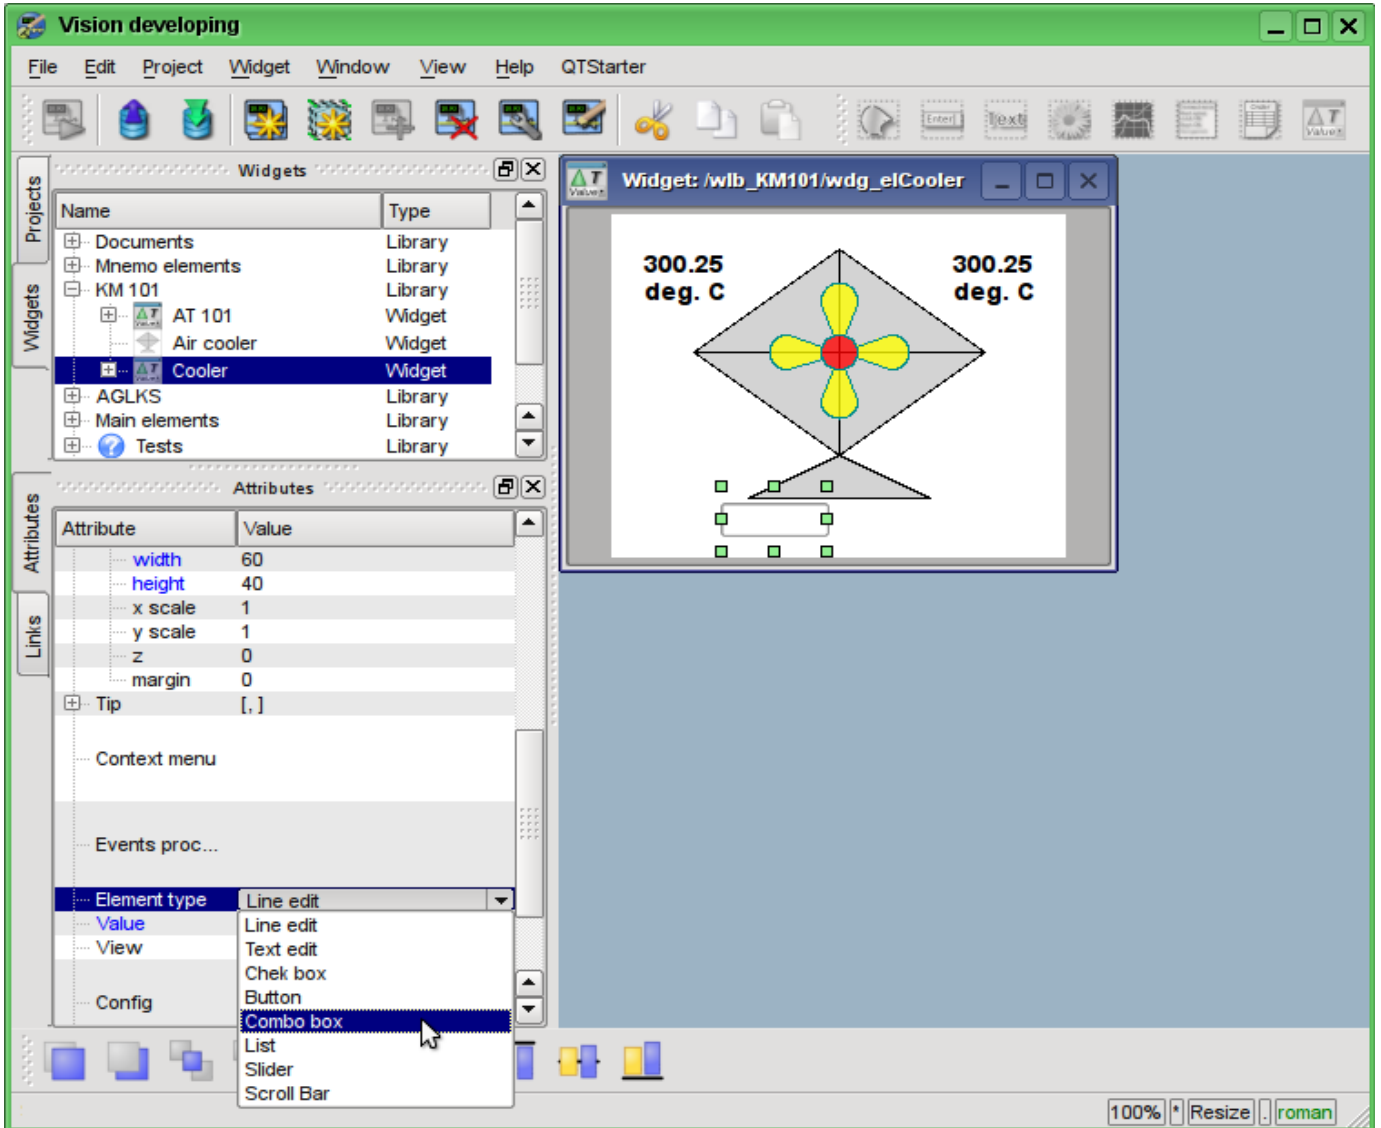 Vision developing
File Edit Project Widget Window View Help QTStarter
Enter Text ΔT
Widgets
Projects
Widgets
Name Type
Documents Library
Mnemo elements Library
KM 101 Library
AT 101 Widget
Air cooler Widget
Cooler Widget
AGLKS Library
Main elements Library
Tests Library
Attributes
Attributes
Links
Attribute Value
width 60
height 40
x scale 1
y scale 1
z 0
margin 0
Tip [, ]
Context menu
Events proc...
Element type Line edit
Value
View
Config
Line edit
Text edit
Chek box
Button
Combo box
List
Slider
Scroll Bar
ΔT Widget: /wlb_KM101/wdg_elCooler
300.25 300.25
deg. C deg. C
100% * Resize . roman